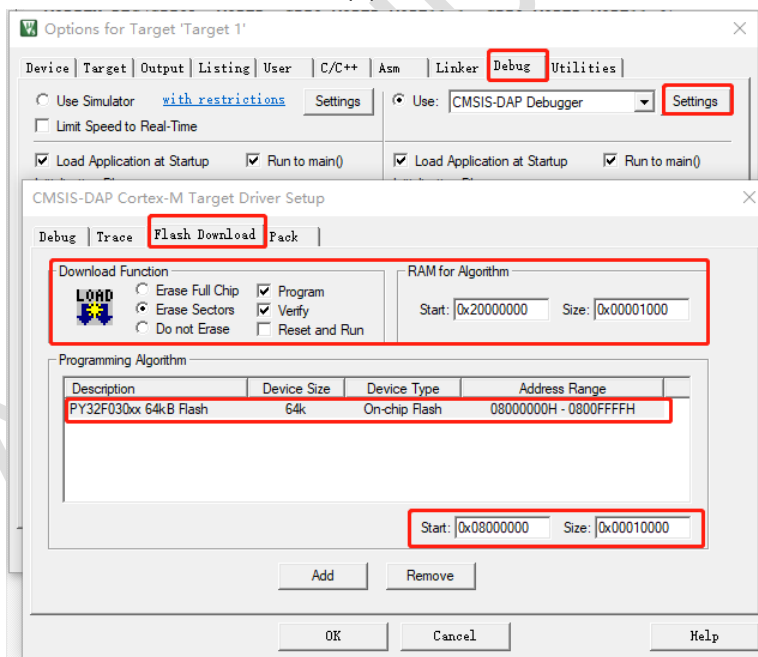 Options for Target 'Target 1'
Device Target Output Listing User C/C++ Asm Linker Debug Utilities
Use Simulator with restrictions Settings Use: CMSIS-DAP Debugger Settings
Limit Speed to Real-Time
Load Application at Startup Run to main() Load Application at Startup Run to main()
CMSIS-DAP Cortex-M Target Driver Setup
Debug Trace Flash Download Pack
Download Function RAM for Algorithm
LOAD Erase Full Chip Program
Erase Sectors Verify Start: 0x20000000 Size: 0x00001000
Do not Erase Reset and Run
Programming Algorithm
Description Device Size Device Type Address Range
PY32F030xx 64kB Flash 64k On-chip Flash 08000000H - 0800FFFFH
Start: 0x08000000 Size: 0x00010000
Add Remove
OK Cancel Help